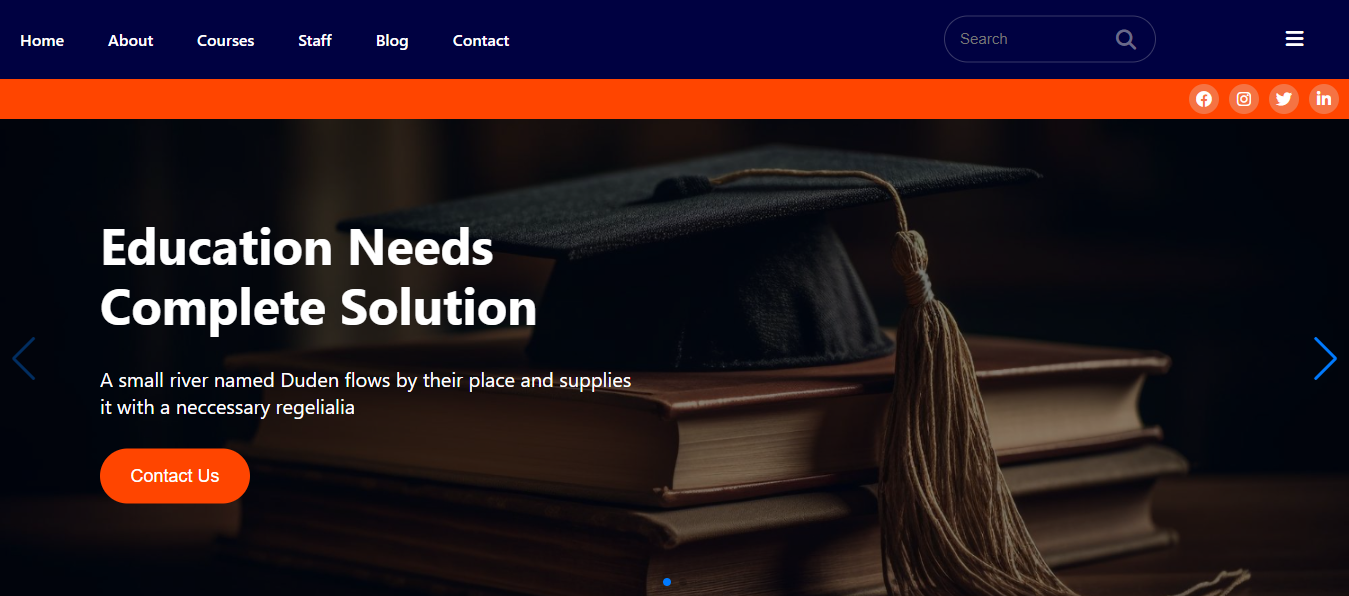 Home About Courses Staff Blog Contact Search
Education Needs
Complete Solution
A small river named Duden flows by their place and supplies
it with a neccessary regelialia
Contact Us